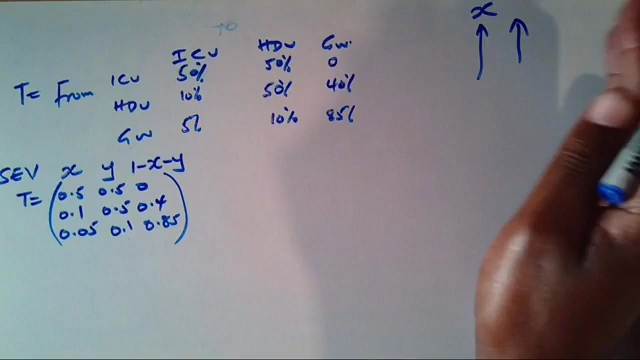 to
ICU HDU GW
T= From ICU 50% 50% 0
HDU 10% 50% 40%
GW 5% 10% 85%
SEV x y 1-x-y
T= (0.5 0.5 0
0.1 0.5 0.4
0.05 0.1 0.85)
x